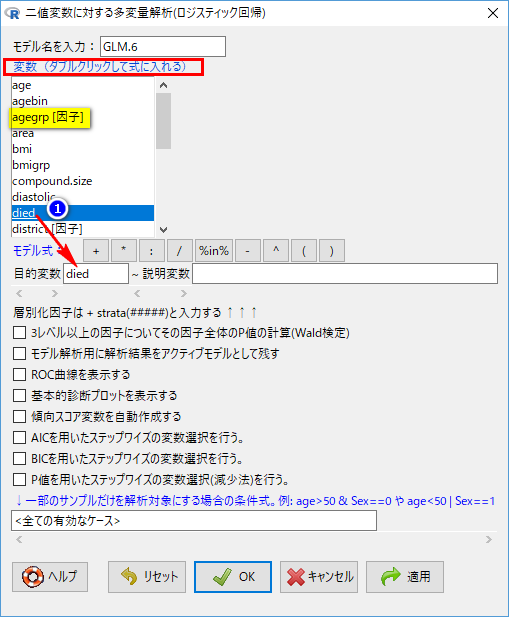 二値変数に対する多変量解析(ロジスティック回帰)
モデル名を入力： GLM.6
変数（ダブルクリックして式に入れる）
age
agebin
agegrp [因子]
area
bmi
bmigrp
compound.size
diastolic
died
1
district [因子]
モデル式：
+ * : / %in% - ^ ( )
目的変数 died ~ 説明変数
層別化因子は + strata(#####)と入力する ↑ ↑ ↑
3レベル以上の因子についてその因子全体のP値の計算(Wald検定)
モデル解析用に解析結果をアクティブモデルとして残す
ROC曲線を表示する
基本的診断プロットを表示する
傾向スコア変数を自動作成する
AICを用いたステップワイズの変数選択を行う。
BICを用いたステップワイズの変数選択を行う。
P値を用いたステップワイズの変数選択(減少法)を行う。
↓一部のサンプルだけを解析対象にする場合の条件式。例: age>50 & Sex==0 や age<50 | Sex==1
<全ての有効なケース>
ヘルプ リセット OK キャンセル 適用